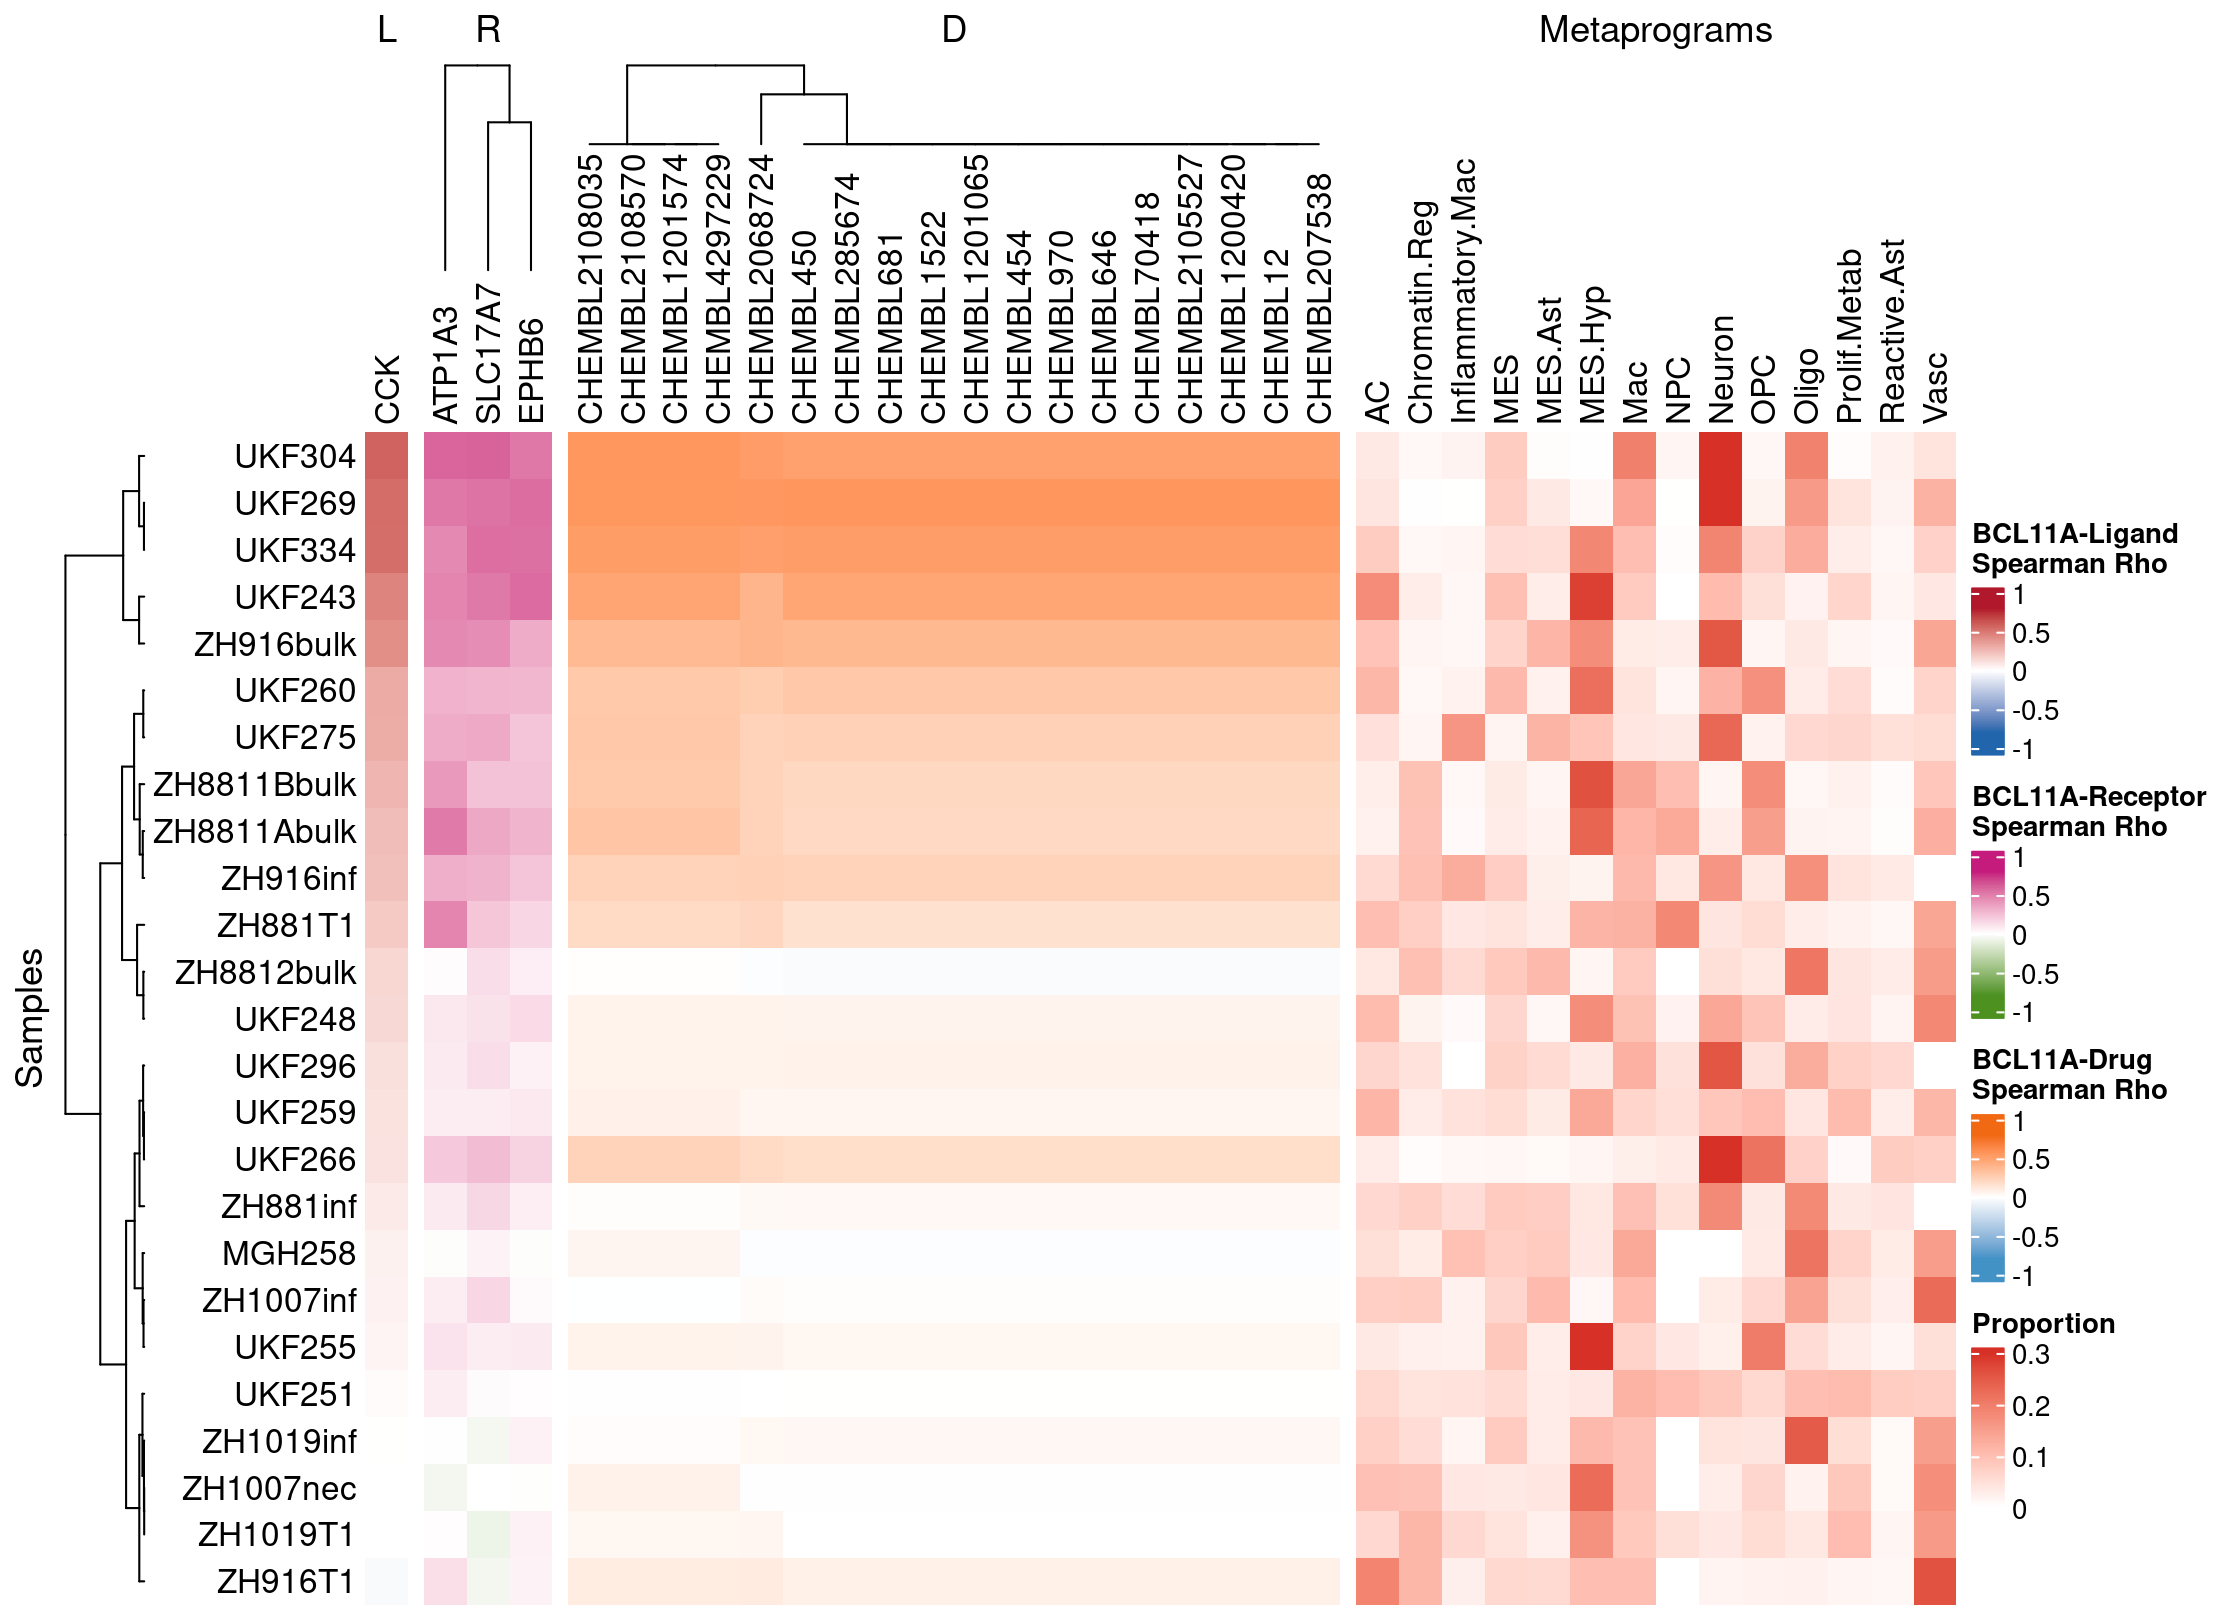 L
R
D
Metaprograms
CCK
ATP1A3
SLC17A7
EPHB6
CHEMBL2108035
CHEMBL2108570
CHEMBL1201574
CHEMBL4297229
CHEMBL2068724
CHEMBL450
CHEMBL285674
CHEMBL681
CHEMBL1522
CHEMBL1201065
CHEMBL454
CHEMBL970
CHEMBL646
CHEMBL70418
CHEMBL2105527
CHEMBL1200420
CHEMBL12
CHEMBL207538
AC
Chromatin.Reg
Inflammatory.Mac
MES
MES.Ast
MES.Hyp
Mac
NPC
Neuron
OPC
Oligo
Prolif.Metab
Reactive.Ast
Vasc
Samples
UKF304
UKF269
UKF334
UKF243
ZH916bulk
UKF260
UKF275
ZH8811Bbulk
ZH8811Abulk
ZH916inf
ZH881T1
ZH8812bulk
UKF248
UKF296
UKF259
UKF266
ZH881inf
MGH258
ZH1007inf
UKF255
UKF251
ZH1019inf
ZH1007nec
ZH1019T1
ZH916T1
BCL11A-Ligand
Spearman Rho
1
0.5
0
-0.5
-1
BCL11A-Receptor
Spearman Rho
1
0.5
0
-0.5
-1
BCL11A-Drug
Spearman Rho
1
0.5
0
-0.5
-1
Proportion
0.3
0.2
0.1
0